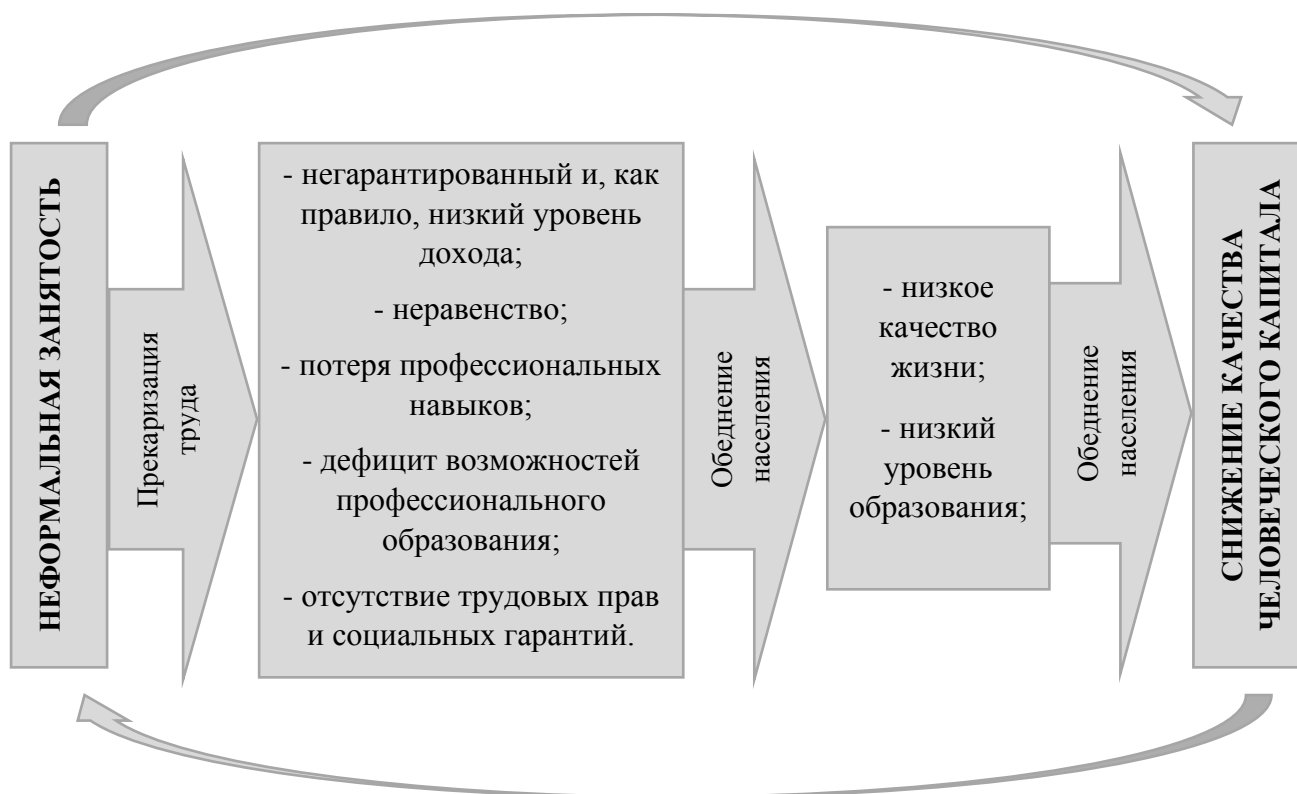 НЕФОРМАЛЬНАЯ ЗАНЯТОСТЬ
Прекаризация
труда
- негарантированный и, как
правило, низкий уровень
дохода;
- неравенство;
- потеря профессиональных
навыков;
- дефицит возможностей
профессионального
образования;
- отсутствие трудовых прав
и социальных гарантий.
Обеднение
населения
- низкое
качество
жизни;
- низкий
уровень
образования;
Обеднение
населения
СНИЖЕНИЕ КАЧЕСТВА
ЧЕЛОВЕЧЕСКОГО КАПИТАЛА